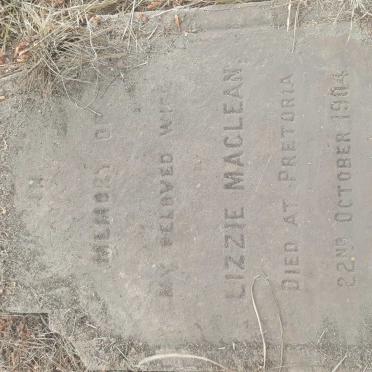 IN
MEMORY OF
MY BELOVED WIFE
LIZZIE MACLEAN,
DIED AT PRETORIA
22ND OCTOBER 1904